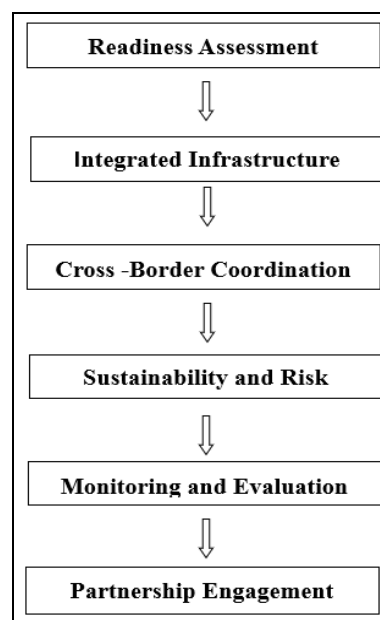 Readiness Assessment
Integrated Infrastructure
Cross -Border Coordination
Sustainability and Risk
Monitoring and Evaluation
Partnership Engagement